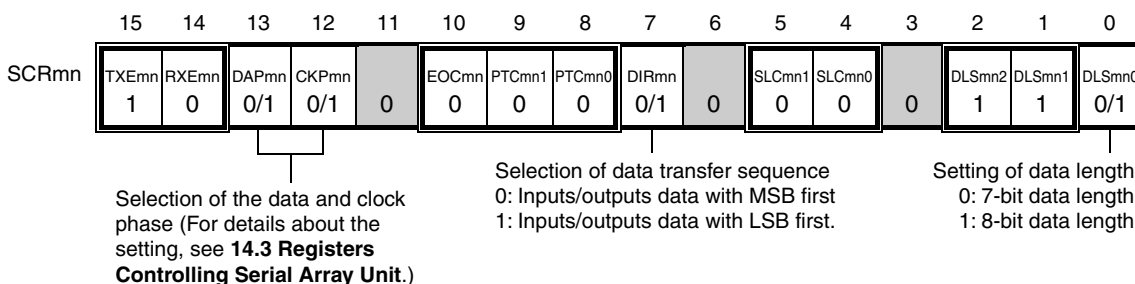 15 14 13 12 11 10 9 8 7 6 5 4 3 2 1 0
SCRmn
TXEmn RXEmn DAPmn CKPmn EOCmn PTCmn1 PTCmn0 DIRmn SLCmn1 SLCmn0 DLSmn2 DLSmn1 DLSmn0
1 0 0/1 0/1 0 0 0 0 0/1 0 0 0 0 1 1 0/1
Selection of the data and clock
phase (For details about the
setting, see 14.3 Registers
Controlling Serial Array Unit.)
Selection of data transfer sequence
0: Inputs/outputs data with MSB first
1: Inputs/outputs data with LSB first.
Setting of data length
0: 7-bit data length
1: 8-bit data length